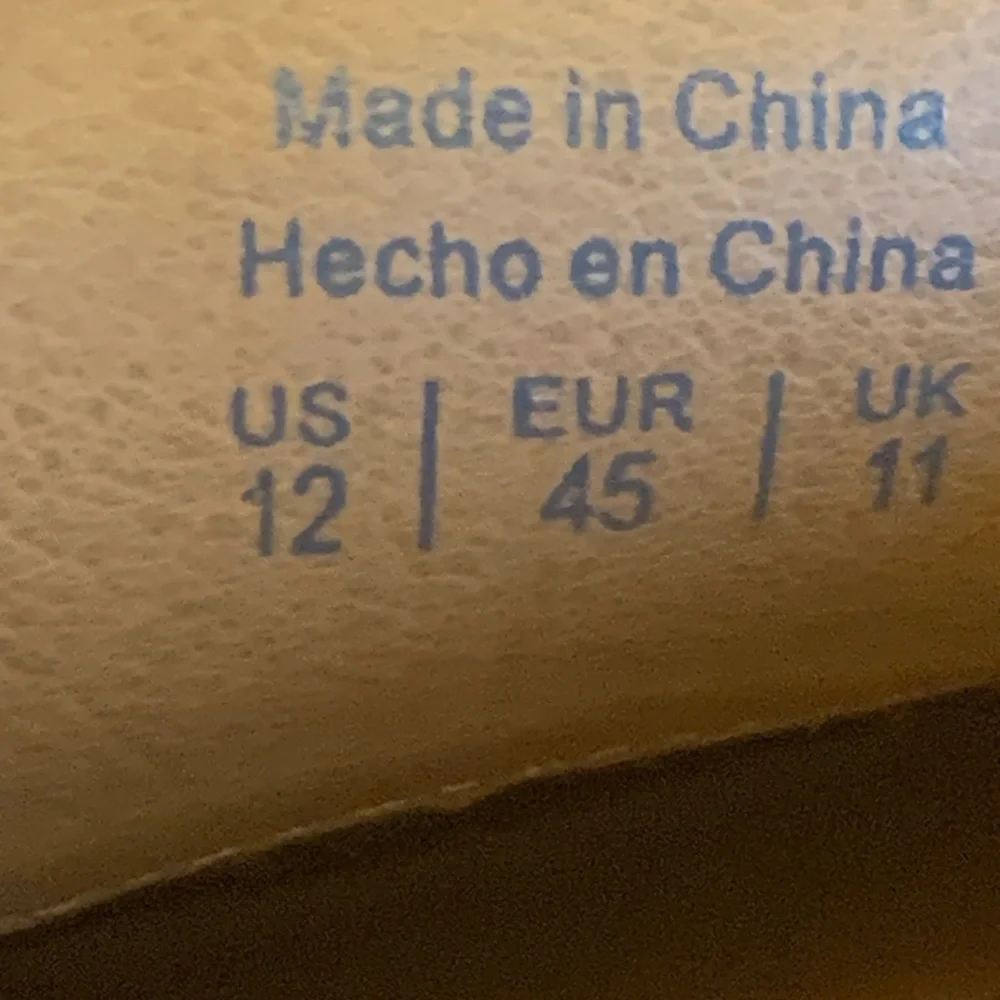 Made in China
Hecho en China
US | EUR | UK
12 | 45 | 11